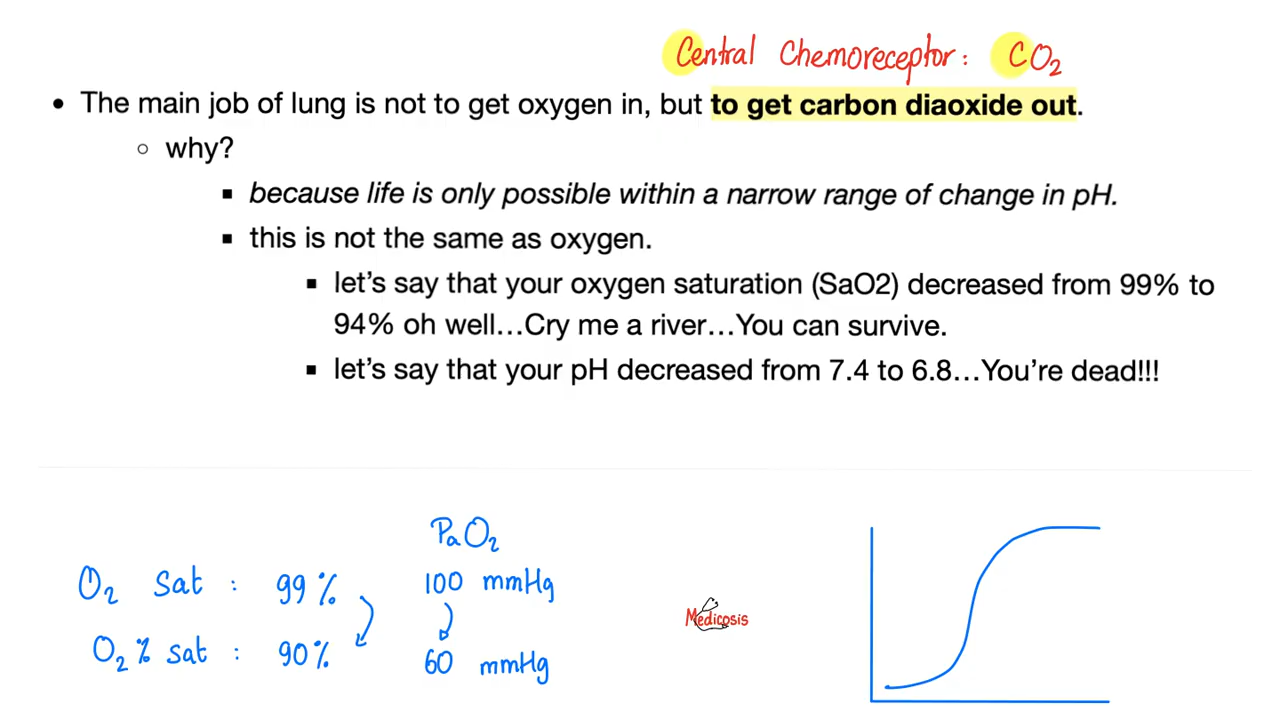 Central Chemoreceptor: CO2
• The main job of lung is not to get oxygen in, but to get carbon diaoxide out.
○ why?
▪ because life is only possible within a narrow range of change in pH.
▪ this is not the same as oxygen.
▪ let’s say that your oxygen saturation (SaO2) decreased from 99% to
94% oh well…Cry me a river…You can survive.
▪ let’s say that your pH decreased from 7.4 to 6.8…You’re dead!!!
PaO2
O2 Sat : 99% 100 mmHg
Medicosis
O2% sat : 90% 60 mmHg